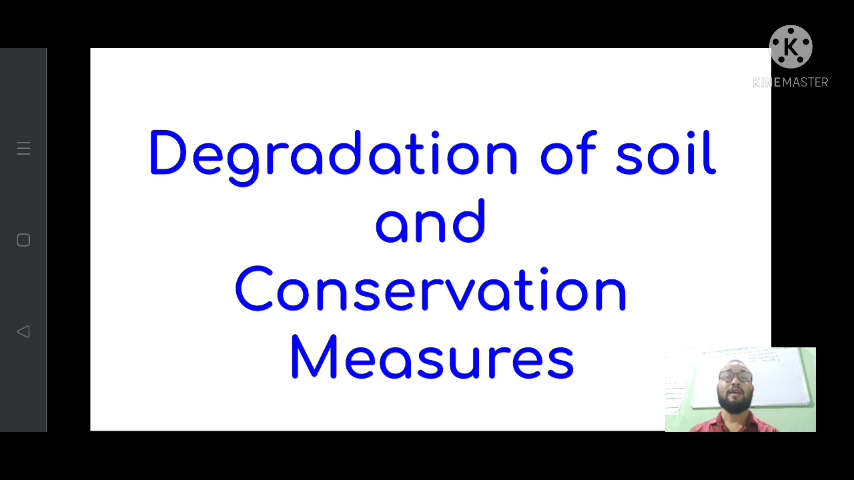 K
KINEMASTER
Degradation of soil
and
Conservation
Measures